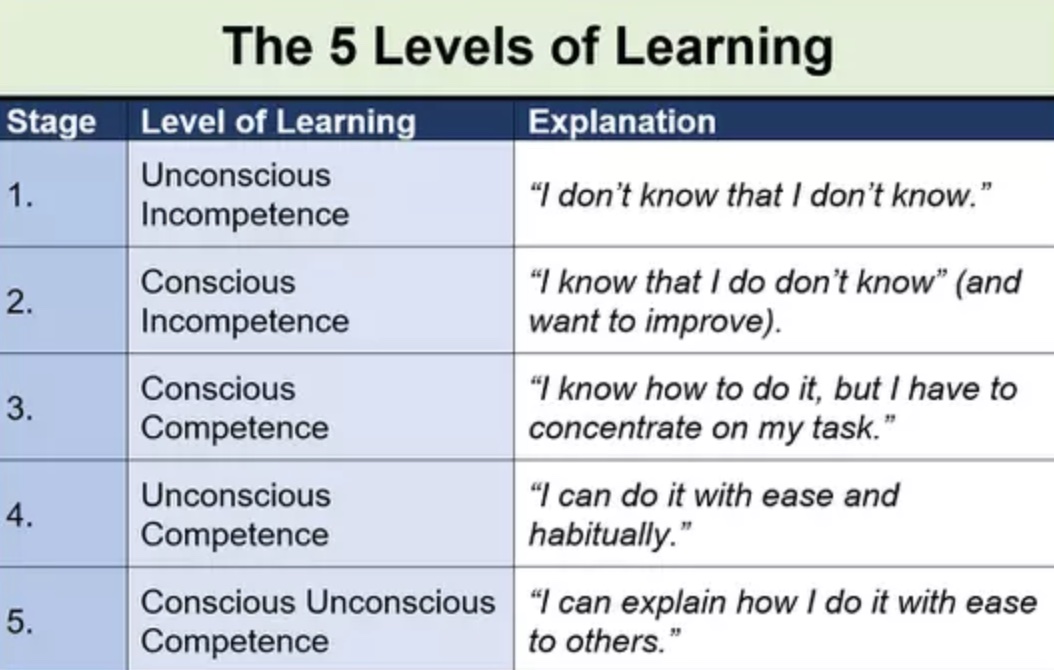 The 5 Levels of Learning
Stage Level of Learning Explanation
1.
Unconscious
Incompetence
“I don’t know that I don’t know.”
2.
Conscious
Incompetence
“I know that I do don’t know” (and
want to improve).
3.
Conscious
Competence
“I know how to do it, but I have to
concentrate on my task.”
4.
Unconscious
Competence
“I can do it with ease and
habitually.”
5.
Conscious Unconscious
Competence
“I can explain how I do it with ease
to others.”